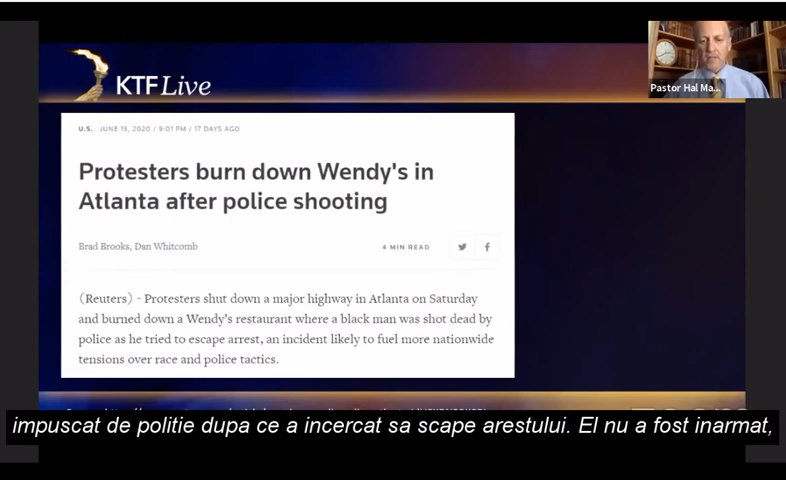 KTF Live
Pastor Hal Ma...
U.S. JUNE 13, 2020 / 9:01 PM / 17 DAYS AGO
Protesters burn down Wendy's in
Atlanta after police shooting
Brad Brooks, Dan Whitcomb
4 MIN READ
(Reuters) - Protesters shut down a major highway in Atlanta on Saturday
and burned down a Wendy's restaurant where a black man was shot dead by
police as he tried to escape arrest, an incident likely to fuel more nationwide
tensions over race and police tactics.
impuscat de politie dupa ce a incercat sa scape arestului. El nu a fost inarmat,